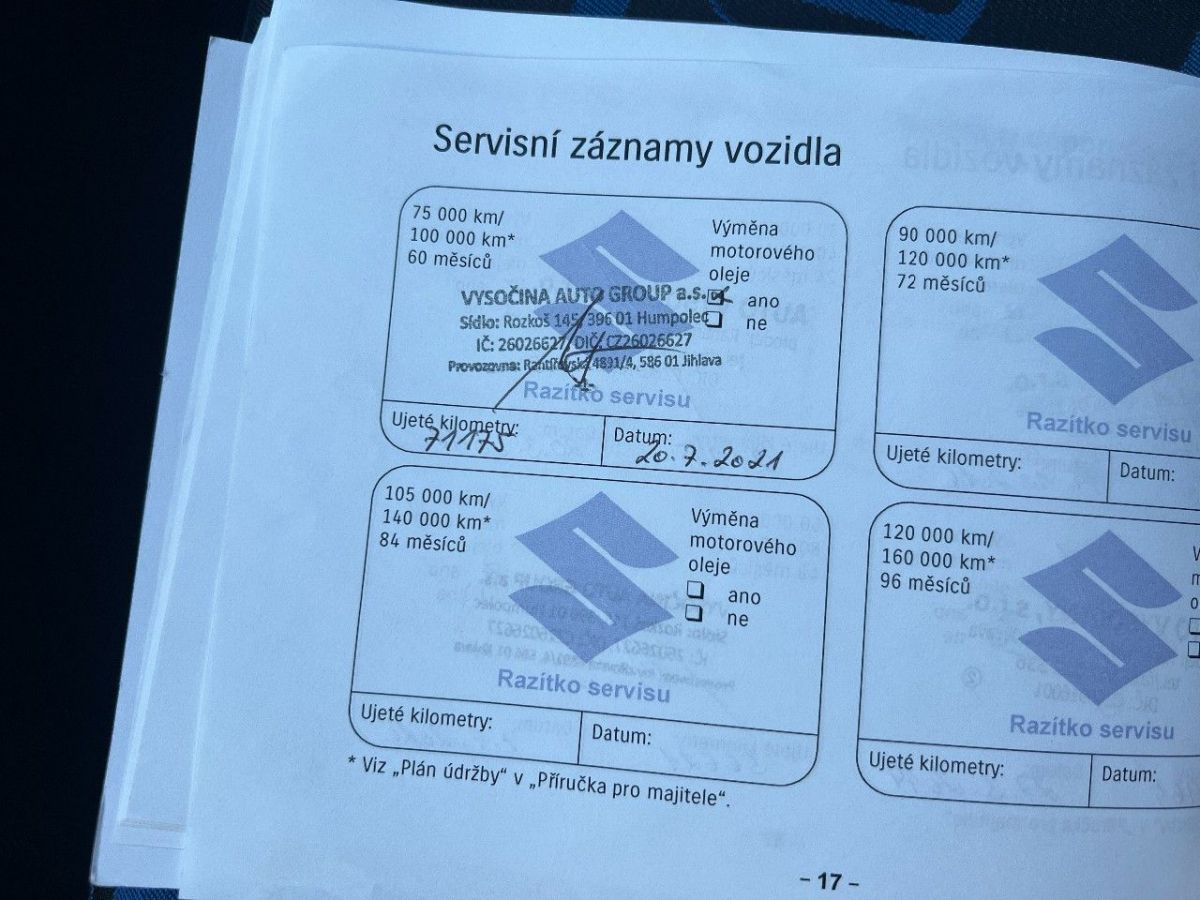 Servisní záznamy vozidla
75 000 km/
100 000 km*
60 měsíců
Výměna
motorového
oleje
ano
ne
VYSOČINA AUTO GROUP a.s.
Sídlo: Rozkoš 145, 396 01 Humpolec
IČ: 26026627, DIČ: CZ26026627
Provozovna: Rantířovská 4891/4, 586 01 Jihlava
Razítko servisu
Ujeté kilometry:
71175
Datum:
20.7.2021
90 000 km/
120 000 km*
72 měsíců
Razítko servisu
Ujeté kilometry:
Datum:
105 000 km/
140 000 km*
84 měsíců
Výměna
motorového
oleje
ano
ne
Razítko servisu
Ujeté kilometry:
Datum:
120 000 km/
160 000 km*
96 měsíců
Razítko servisu
Ujeté kilometry:
Datum:
* Viz „Plán údržby“ v „Příručka pro majitele“.
– 17 –